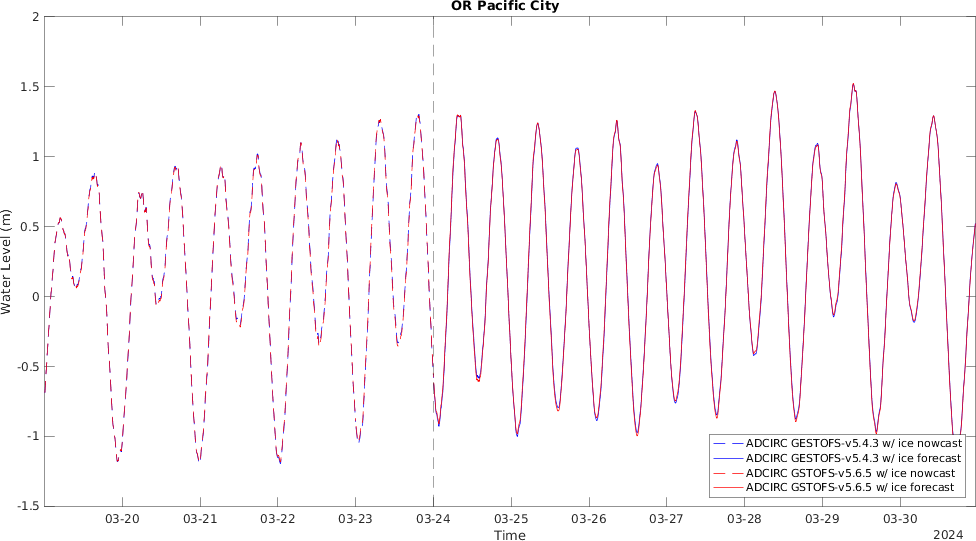 OR Pacific City
Water Level (m)
2
1.5
1
0.5
0
-0.5
-1
-1.5
03-20 03-21 03-22 03-23 03-24 03-25 03-26 03-27 03-28 03-29 03-30
Time
2024
ADCIRC GESTOFS-v5.4.3 w/ ice nowcast
ADCIRC GESTOFS-v5.4.3 w/ ice forecast
ADCIRC GSTOFS-v5.6.5 w/ ice nowcast
ADCIRC GSTOFS-v5.6.5 w/ ice forecast